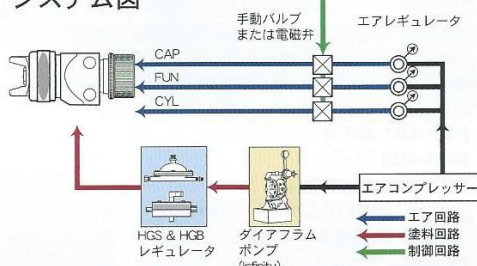 システム図
手動バルブ
または電磁弁
エアレギュレータ
CAP
FUN
CYL
エアコンプレッサー
HGS & HGB
レギュレータ
ダイアフラム
ポンプ
(Infinity)
エア回路
塗料回路
制御回路